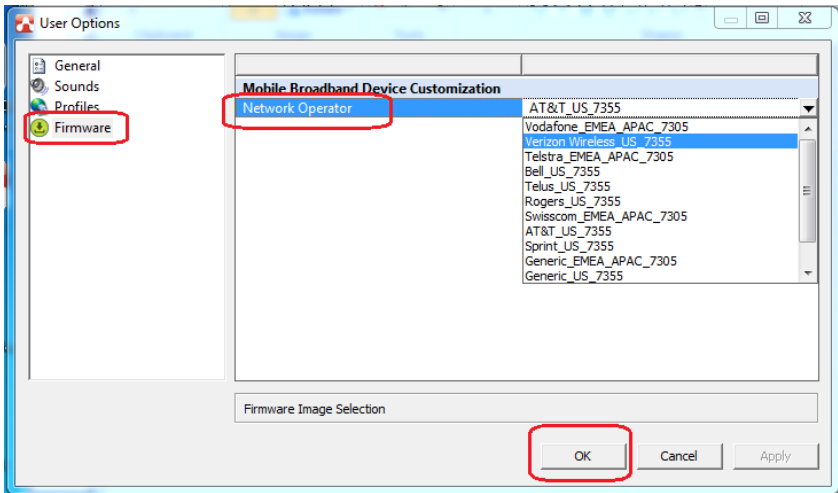 User Options
General
Sounds
Profiles
Firmware
Mobile Broadband Device Customization
Network Operator
AT&T_US_7355
Vodafone_EMEA_APAC_7305
Verizon Wireless_US_7355
Telstra_EMEA_APAC_7305
Bell_US_7355
Telus_US_7355
Rogers_US_7355
Swisscom_EMEA_APAC_7305
AT&T_US_7355
Sprint_US_7355
Generic_EMEA_APAC_7305
Generic_US_7355
Firmware Image Selection
OK
Cancel
Apply